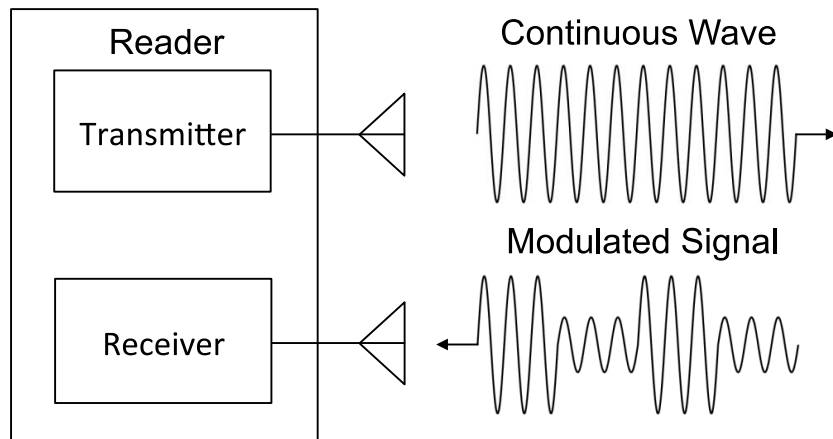 Reader
Continuous Wave
Transmitter
Modulated Signal
Receiver